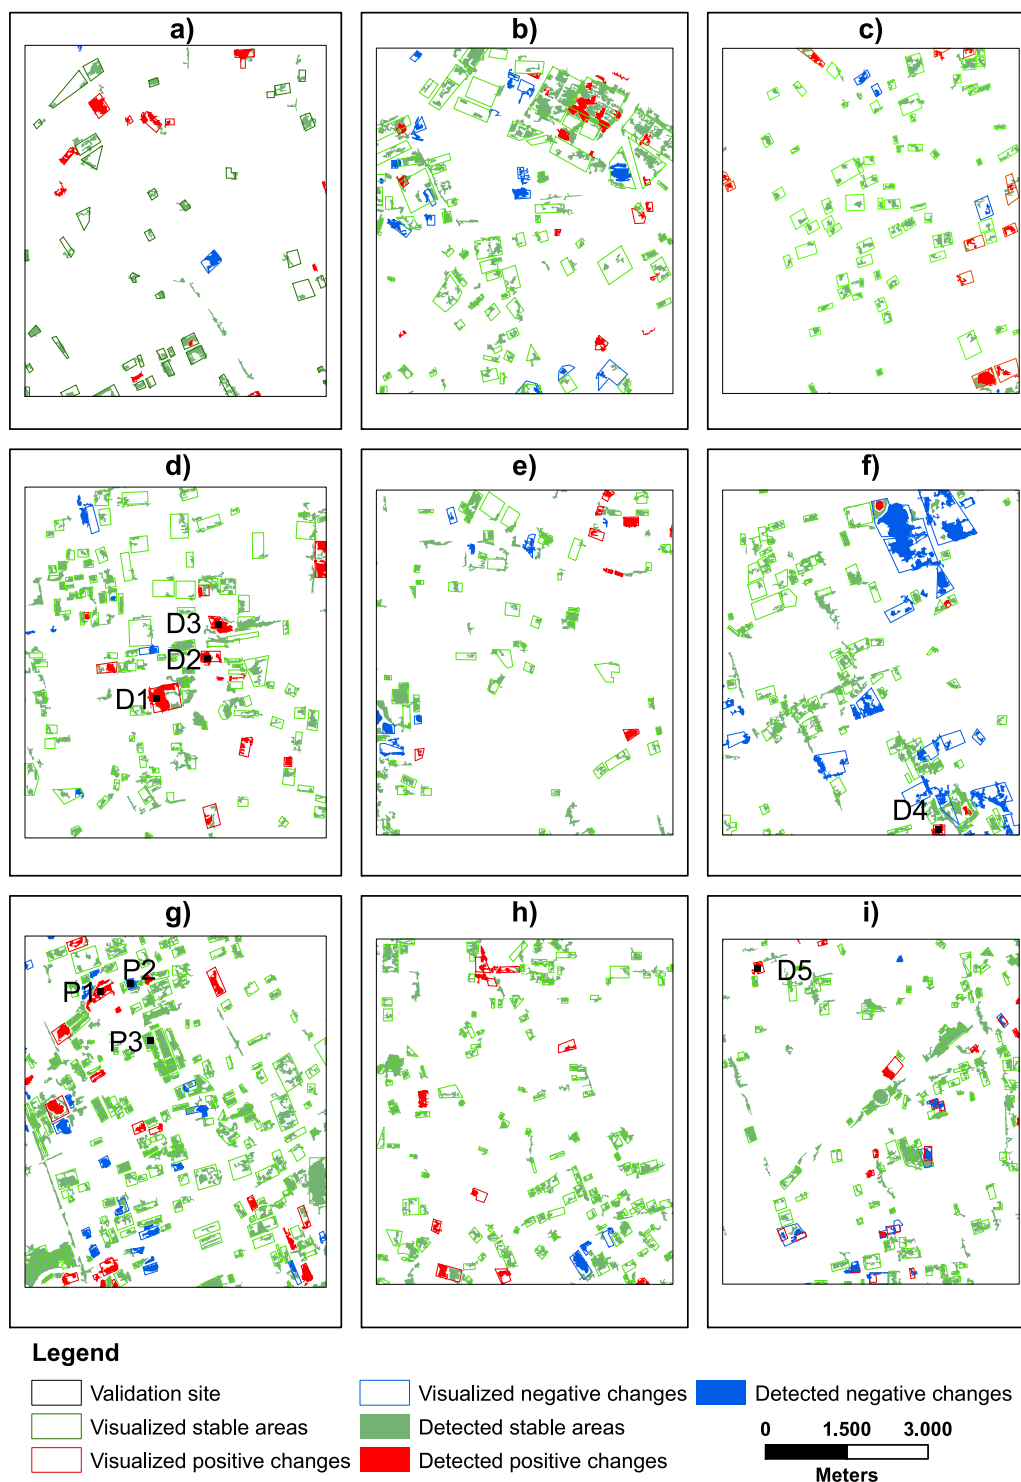 a)
b)
c)
d)
D3
D2
D1
e)
f)
D4
g)
P1
P2
P3
h)
i)
D5
Legend
Validation site
Visualized stable areas
Visualized positive changes
Visualized negative changes
Detected stable areas
Detected positive changes
Detected negative changes
0 1.500 3.000
Meters